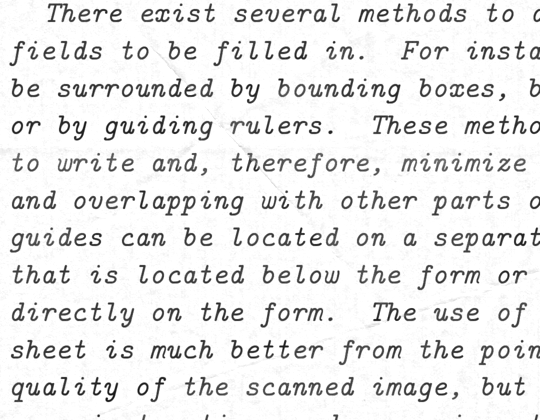 There exist several methods to
fields to be filled in. For insta
be surrounded by bounding boxes, b
or by guiding rulers. These metho
to write and, therefore, minimize
and overlapping with other parts o
guides can be located on a separat
that is located below the form or
directly on the form. The use of
sheet is much better from the poin
quality of the scanned image, but